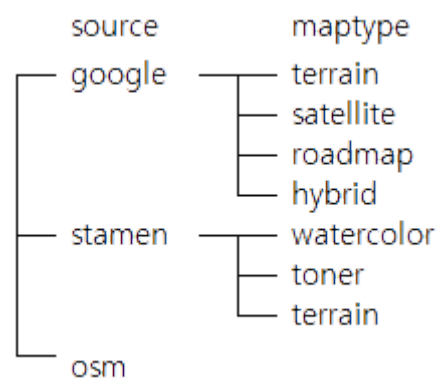 source maptype
google terrain
satellite
roadmap
hybrid
stamen watercolor
toner
terrain
osm